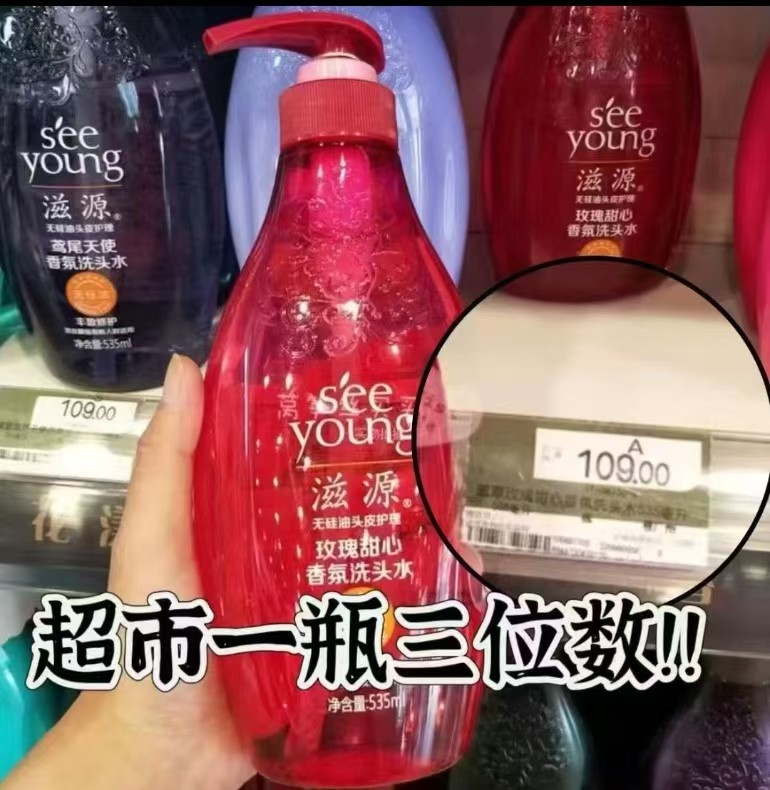 see
young
滋源®
无硅油头皮护理
鸢尾天使
香氛洗头水
丰盈修护
净含量:535ml
109.00
see
young
滋源®
无硅油头皮护理
玫瑰甜心
香氛洗头水
净含量:535ml
see
young
滋源®
无硅油头皮护理
玫瑰甜心
香氛洗头水
A
109.00
超市一瓶三位数!!